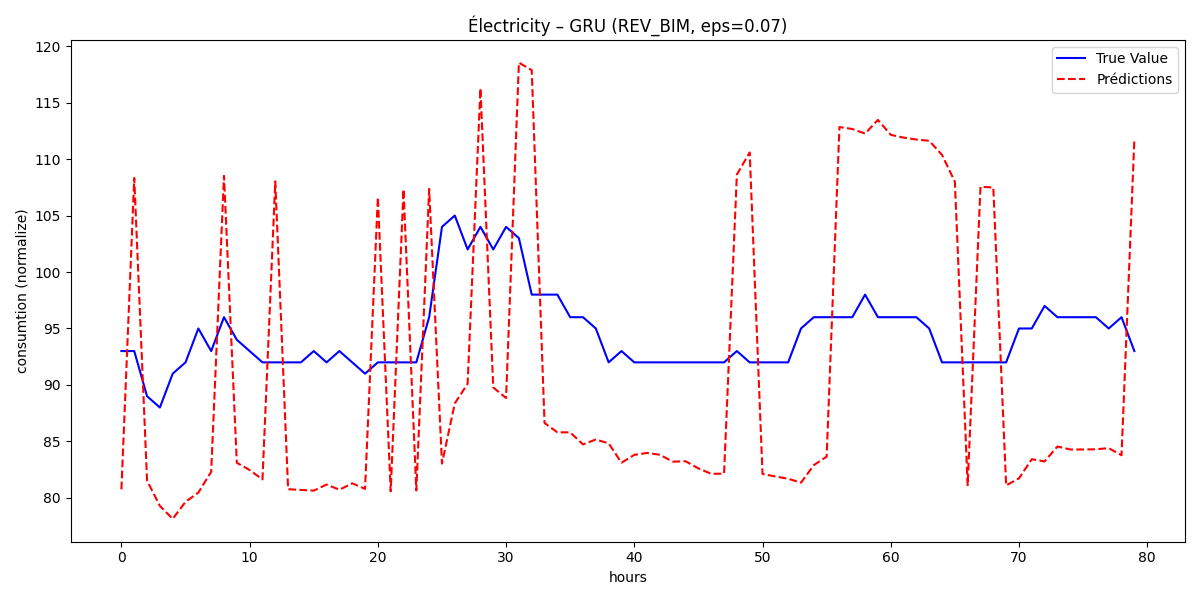 Électricity – GRU (REV_BIM, eps=0.07)
True Value
Prédictions
consumtion (normalize)
120
115
110
105
100
95
90
85
80
0 10 20 30 40 50 60 70 80
hours